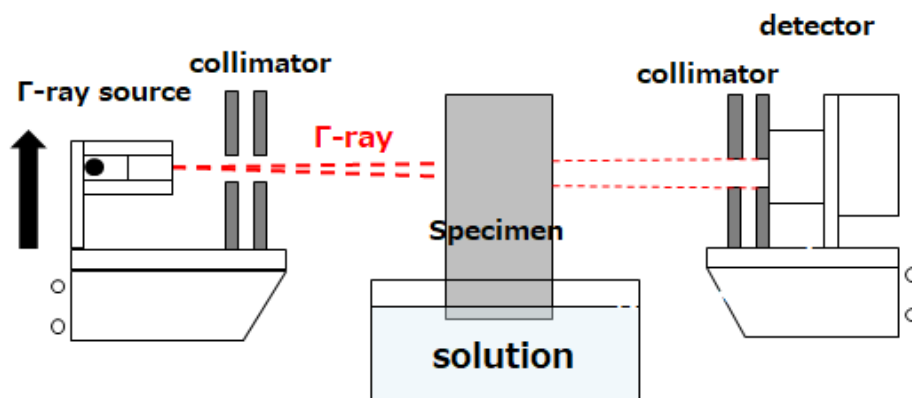 detector
collimator
collimator
Γ-ray source
Γ-ray
Specimen
solution